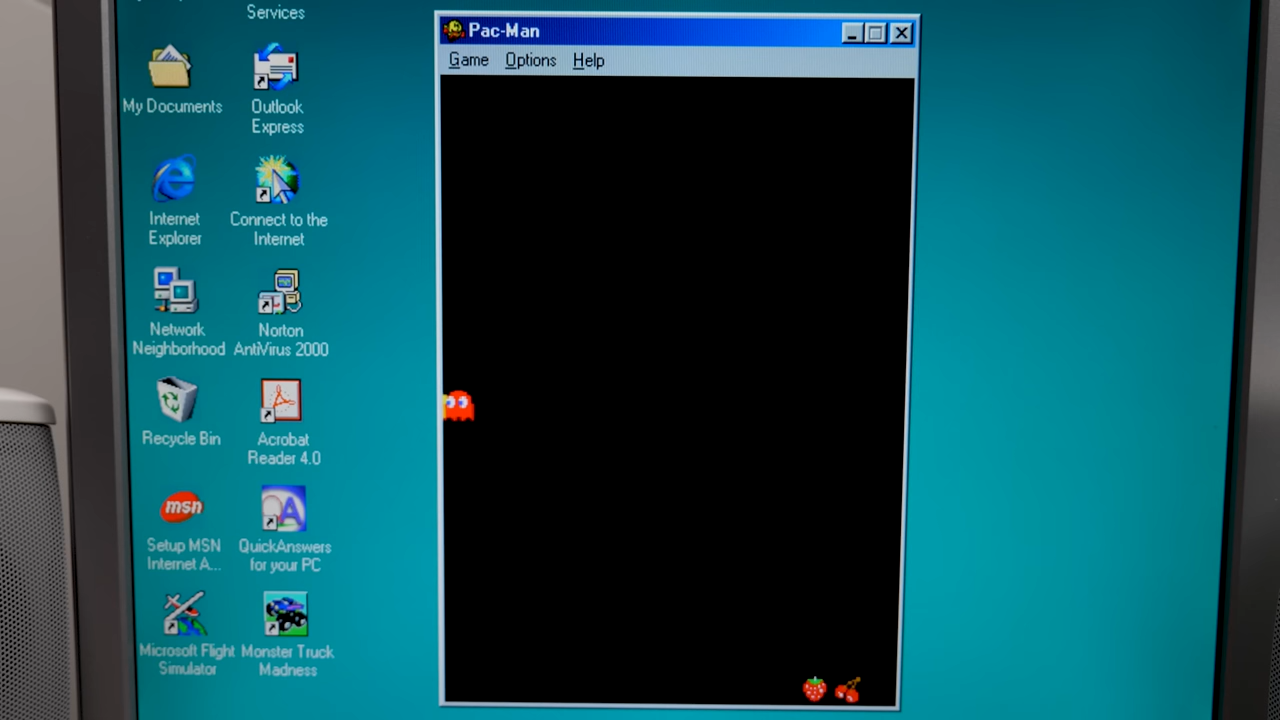 Services
My Documents
Outlook
Express
Internet
Explorer
Connect to the
Internet
Network
Neighborhood
Norton
AntiVirus 2000
Recycle Bin
Acrobat
Reader 4.0
msn
Setup MSN
Internet A...
QuickAnswers
for your PC
Microsoft Flight
Simulator
Monster Truck
Madness
Pac-Man
Game Options Help